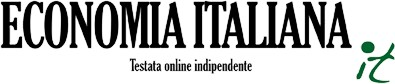 ECONOMIA ITALIANA.it
Testata online indipendente